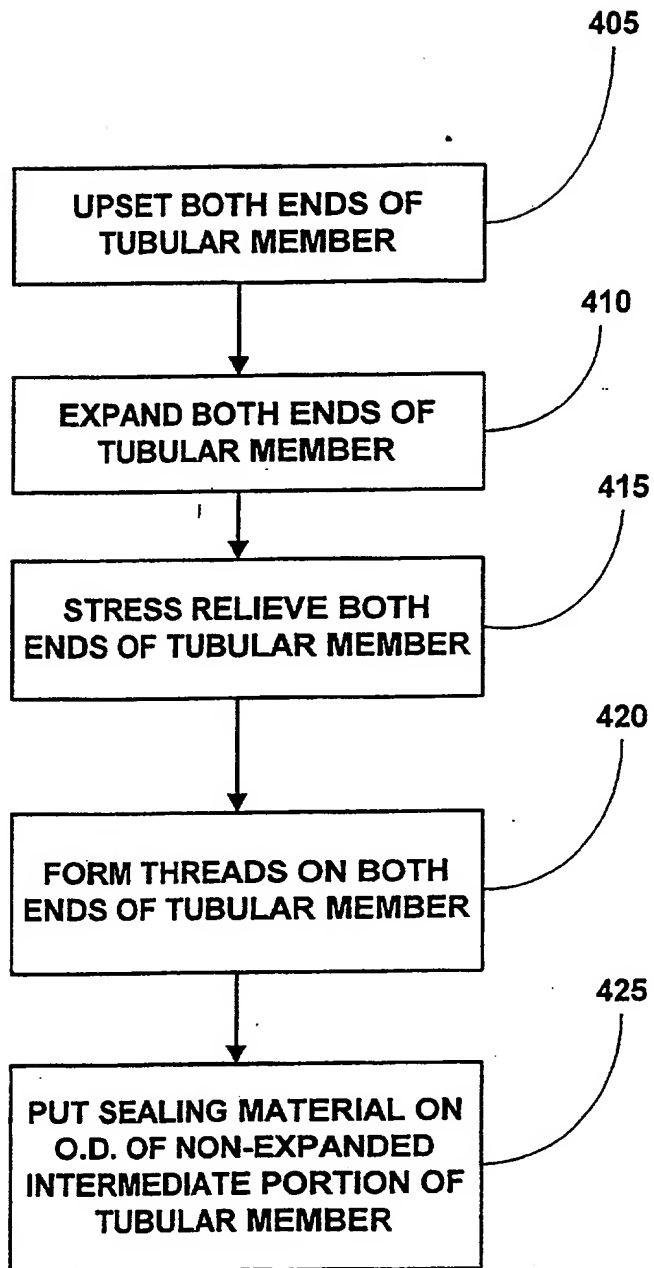 405
UPSET BOTH ENDS OF
TUBULAR MEMBER
410
EXPAND BOTH ENDS OF
TUBULAR MEMBER
415
STRESS RELIEVE BOTH
ENDS OF TUBULAR MEMBER
420
FORM THREADS ON BOTH
ENDS OF TUBULAR MEMBER
425
PUT SEALING MATERIAL ON
O.D. OF NON-EXPANDED
INTERMEDIATE PORTION OF
TUBULAR MEMBER